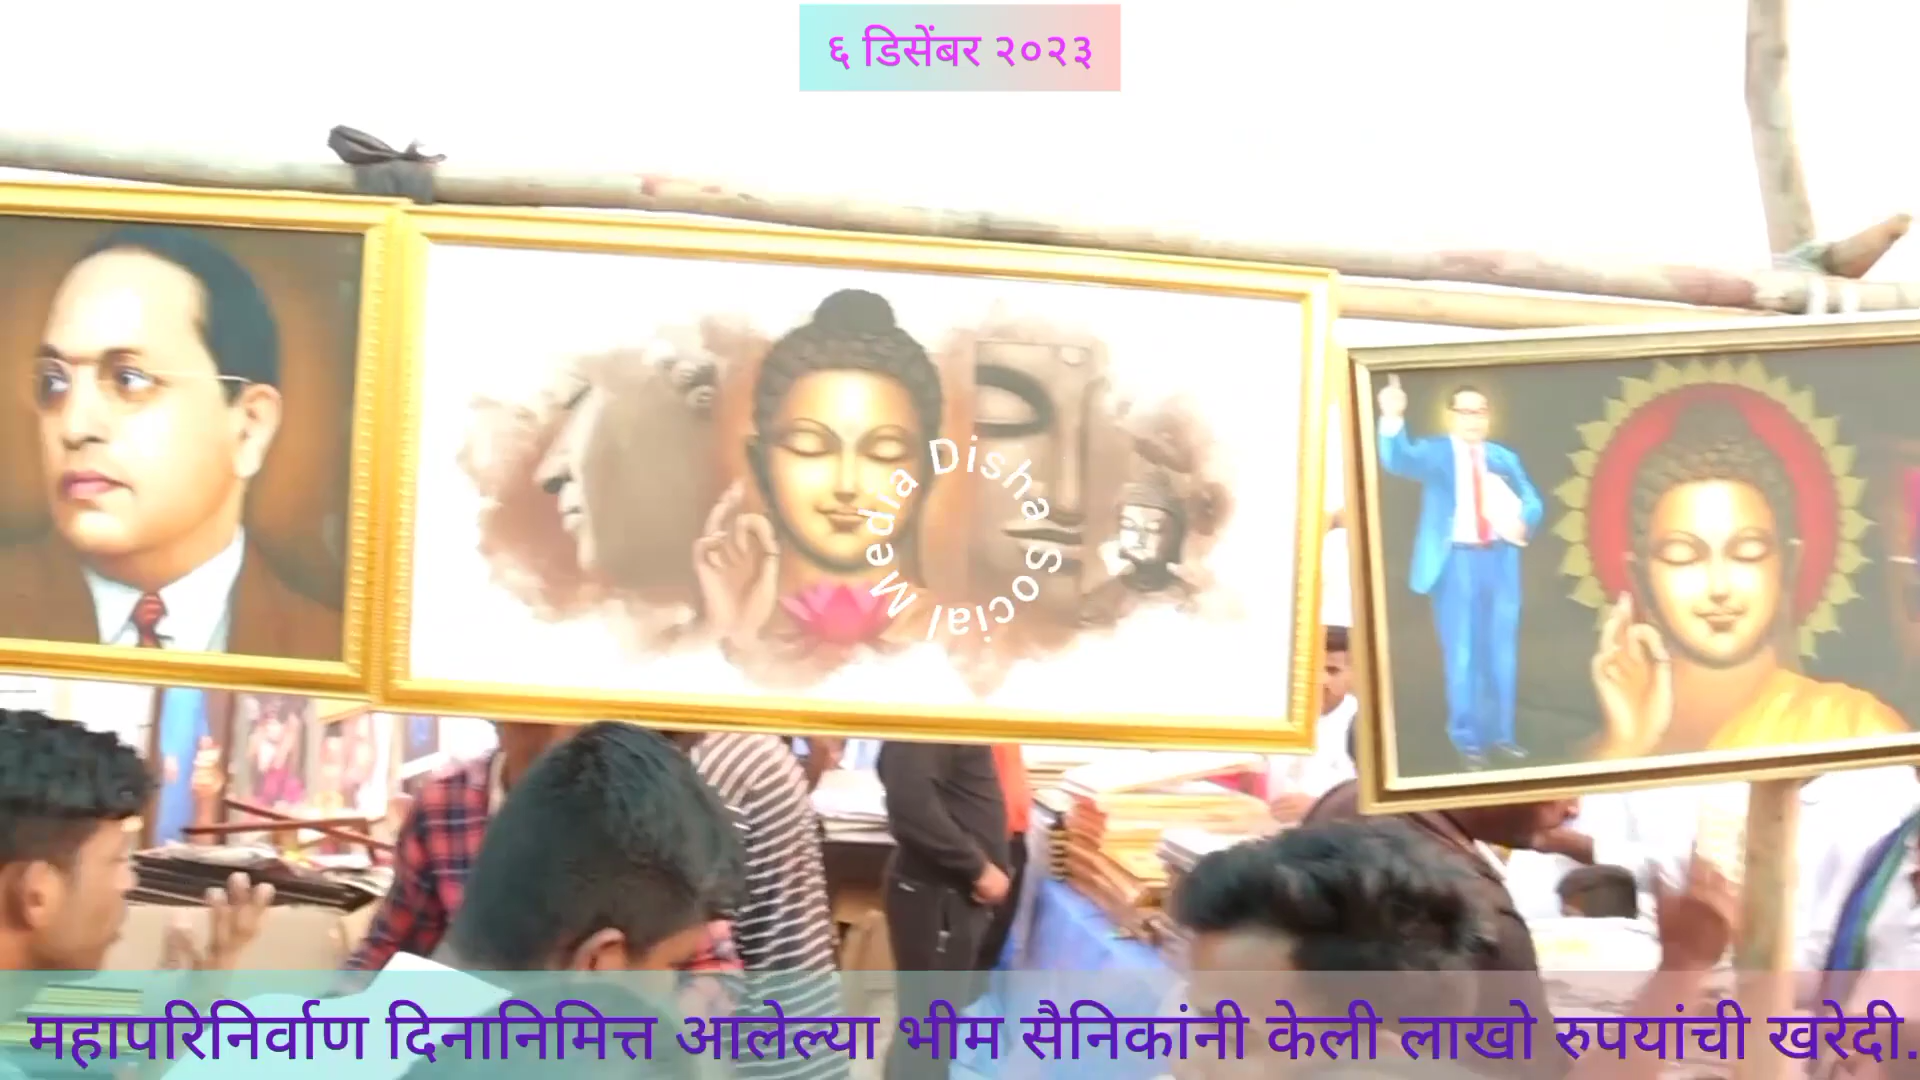 ६ डिसेंबर २०२३
Disha Social Media
महापरिनिर्वाण दिनानिमित्त आलेल्या भीम सैनिकांनी केली लाखो रुपयांची खरेदी.